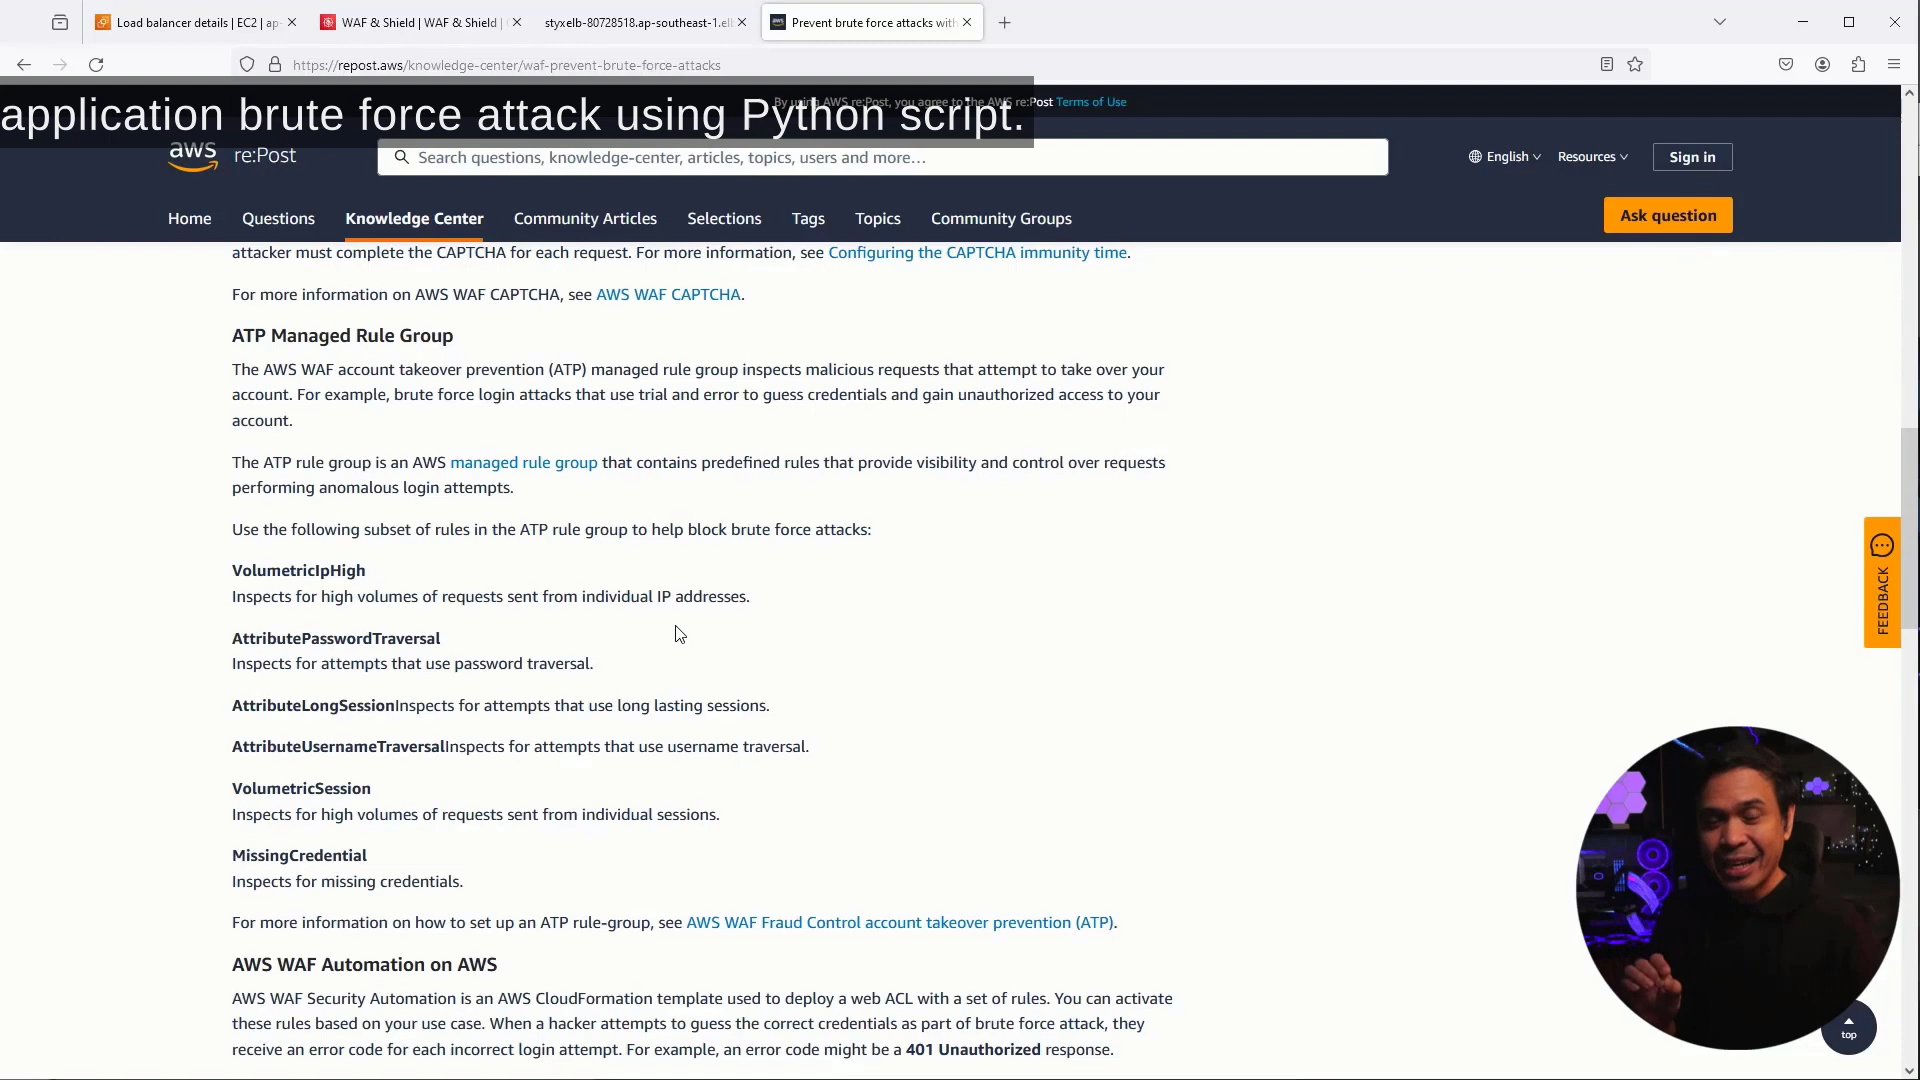 Load balancer details | EC2 | ap-
WAF & Shield | WAF & Shield |
styxelb-80728518.ap-southeast-1.el
Prevent brute force attacks with
https://repost.aws/knowledge-center/waf-prevent-brute-force-attacks
By using AWS re:Post, you agree to the AWS re:Post Terms of Use
application brute force attack using Python script.
aws re:Post
Search questions, knowledge-center, articles, topics, users and more…
English
Resources
Sign in
Home Questions Knowledge Center Community Articles Selections Tags Topics Community Groups
Ask question
attacker must complete the CAPTCHA for each request. For more information, see Configuring the CAPTCHA immunity time.
For more information on AWS WAF CAPTCHA, see AWS WAF CAPTCHA.
ATP Managed Rule Group
The AWS WAF account takeover prevention (ATP) managed rule group inspects malicious requests that attempt to take over your
account. For example, brute force login attacks that use trial and error to guess credentials and gain unauthorized access to your
account.
The ATP rule group is an AWS managed rule group that contains predefined rules that provide visibility and control over requests
performing anomalous login attempts.
Use the following subset of rules in the ATP rule group to help block brute force attacks:
VolumetricIpHigh
Inspects for high volumes of requests sent from individual IP addresses.
AttributePasswordTraversal
Inspects for attempts that use password traversal.
AttributeLongSessionInspects for attempts that use long lasting sessions.
AttributeUsernameTraversalInspects for attempts that use username traversal.
VolumetricSession
Inspects for high volumes of requests sent from individual sessions.
MissingCredential
Inspects for missing credentials.
For more information on how to set up an ATP rule-group, see AWS WAF Fraud Control account takeover prevention (ATP).
AWS WAF Automation on AWS
AWS WAF Security Automation is an AWS CloudFormation template used to deploy a web ACL with a set of rules. You can activate
these rules based on your use case. When a hacker attempts to guess the correct credentials as part of brute force attack, they
receive an error code for each incorrect login attempt. For example, an error code might be a 401 Unauthorized response.
FEEDBACK
top